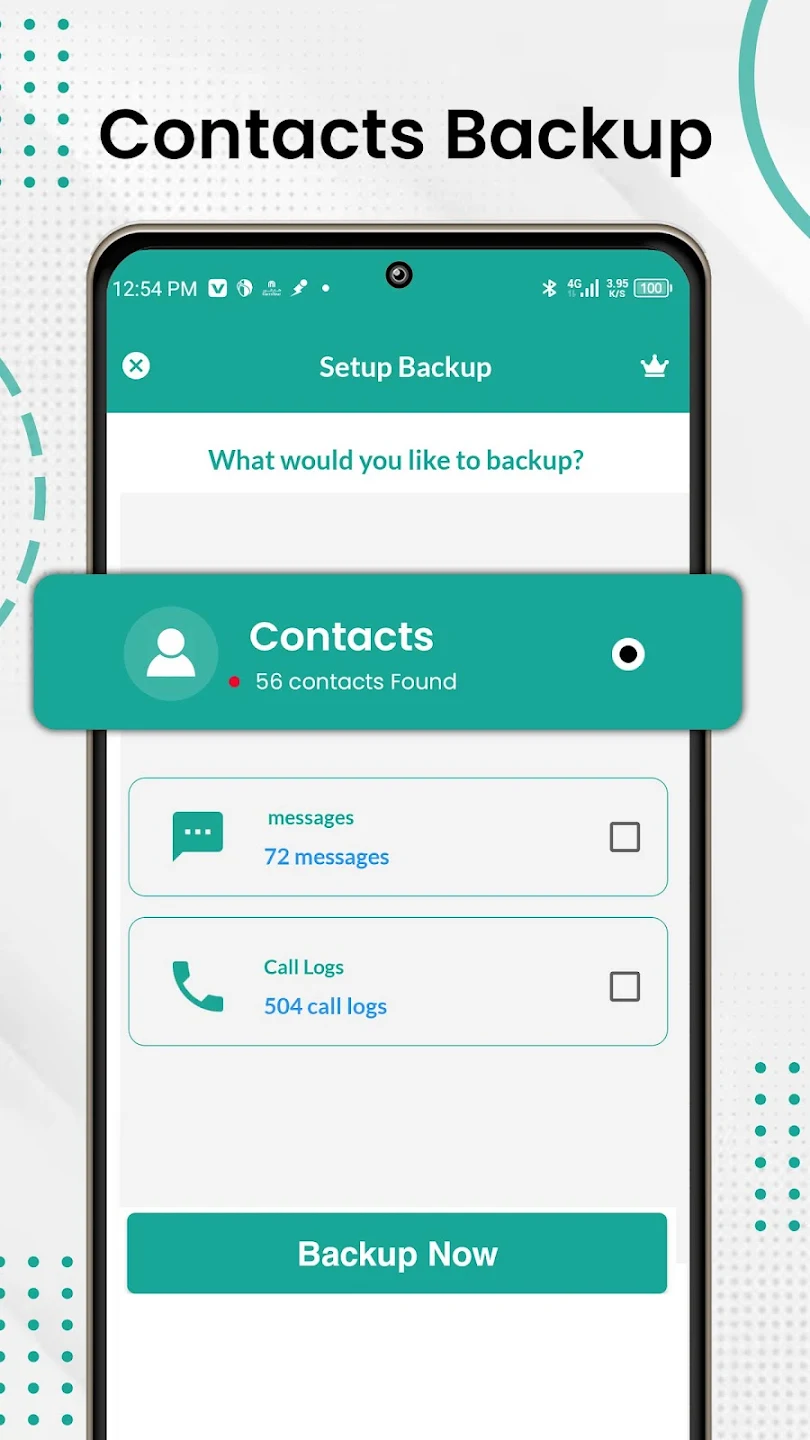 Contacts Backup
12:54 PM
4G
3.95
K/S
100
Setup Backup
What would you like to backup?
Contacts
56 contacts Found
messages
72 messages
Call Logs
504 call logs
Backup Now